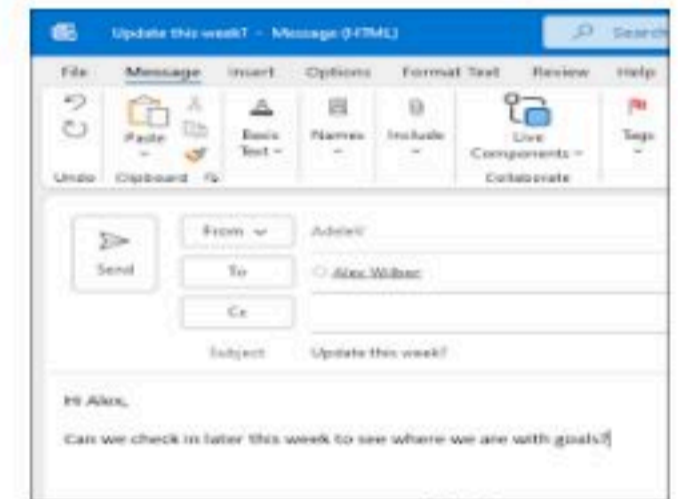 Update this week? - Message (HTML)
Search
File Message Insert Options Format Text Review Help
Paste
Basic Text
Names
Include
Live Components
Tags
Undo Clipboard Collaborate
From
AdeleV
Send
To
Alex Wilber
Cc
Subject
Update this week?
Hi Alex,
Can we check in later this week to see where we are with goals?